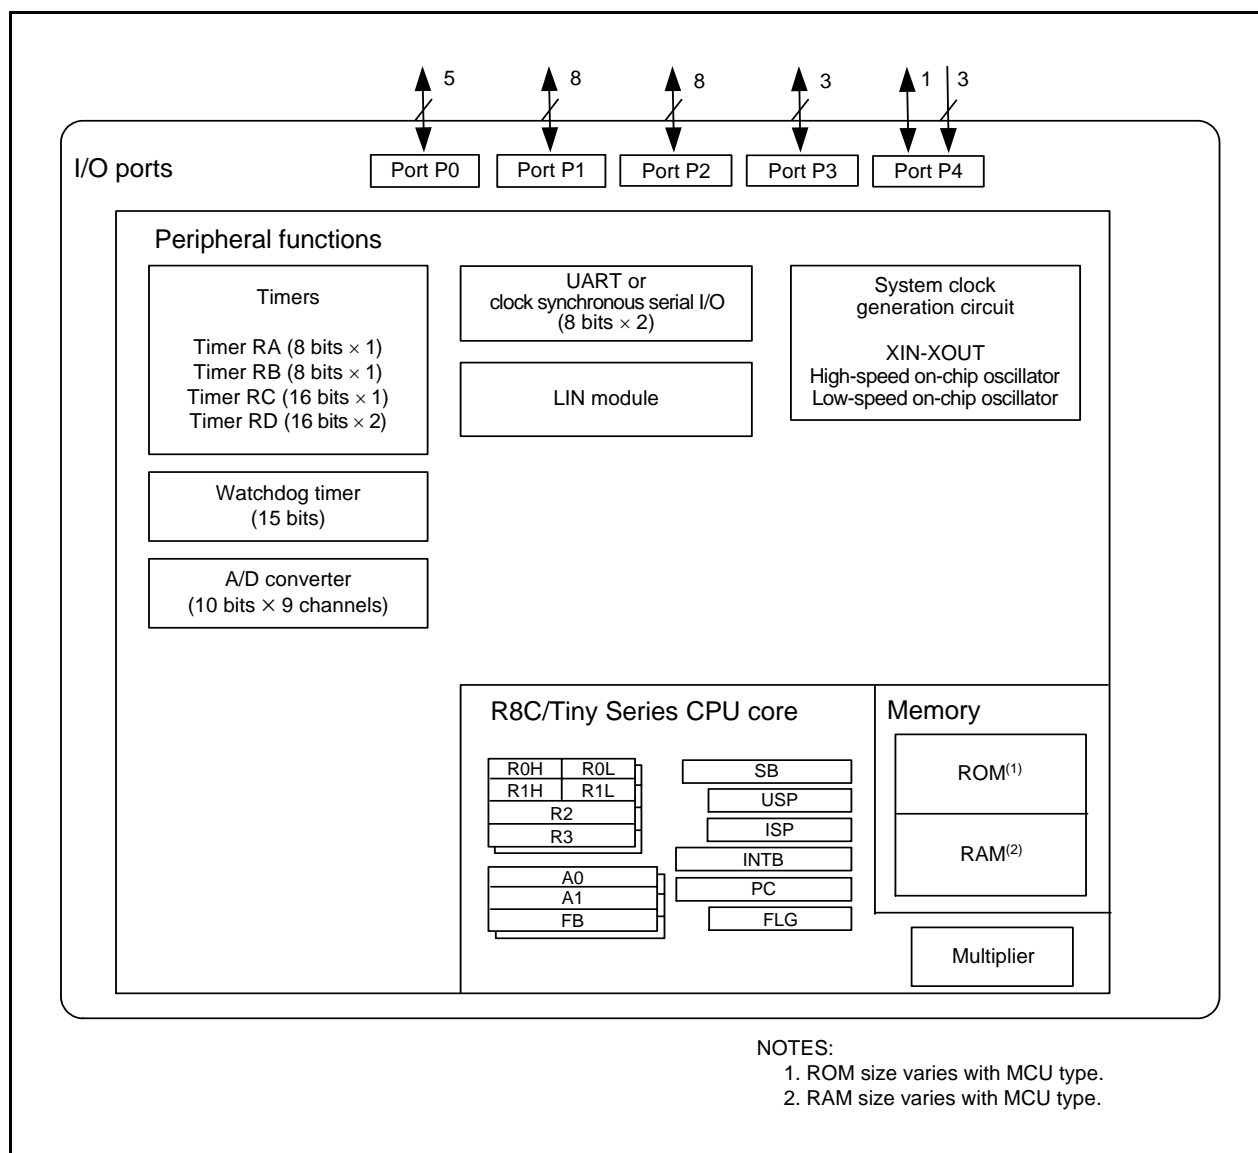 5
8
8
3
1
3
I/O ports
Port P0
Port P1
Port P2
Port P3
Port P4
Peripheral functions
Timers
Timer RA (8 bits × 1)
Timer RB (8 bits × 1)
Timer RC (16 bits × 1)
Timer RD (16 bits × 2)
UART or
clock synchronous serial I/O
(8 bits × 2)
System clock
generation circuit
XIN-XOUT
High-speed on-chip oscillator
Low-speed on-chip oscillator
LIN module
Watchdog timer
(15 bits)
A/D converter
(10 bits × 9 channels)
R8C/Tiny Series CPU core
R0H
R0L
R1H
R1L
R2
R3
A0
A1
FB
SB
USP
ISP
INTB
PC
FLG
Memory
ROM(1)
RAM(2)
Multiplier
NOTES:
1. ROM size varies with MCU type.
2. RAM size varies with MCU type.